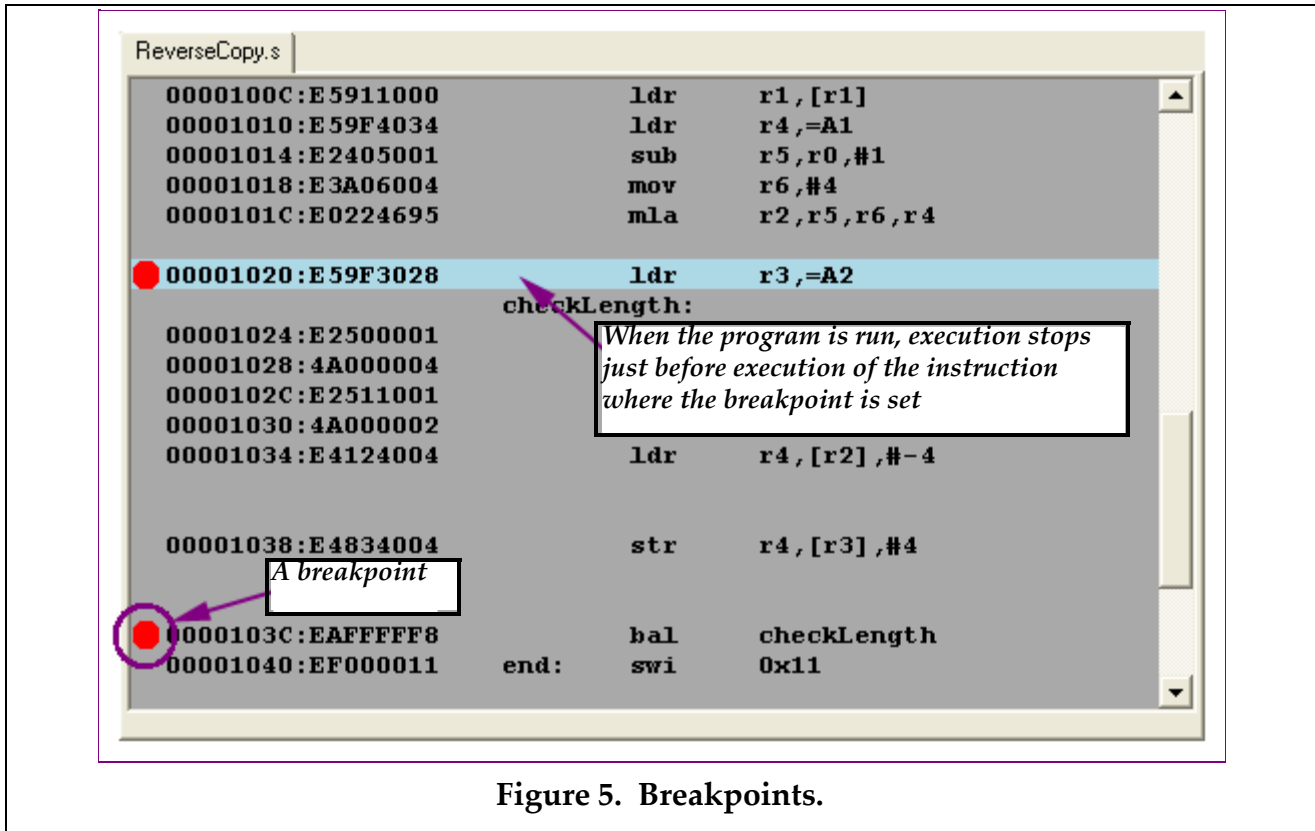 ReverseCopy.s
0000100C:E5911000 ldr r1,[r1]
00001010:E59F4034 ldr r4,=A1
00001014:E2405001 sub r5,r0,#1
00001018:E3A06004 mov r6,#4
0000101C:E0224695 mla r2,r5,r6,r4
00001020:E59F3028 ldr r3,=A2
checkLength:
00001024:E2500001
00001028:4A000004
0000102C:E2511001
00001030:4A000002
When the program is run, execution stops
just before execution of the instruction
where the breakpoint is set
00001034:E4124004 ldr r4,[r2],#-4
00001038:E4834004 str r4,[r3],#4
A breakpoint
0000103C:EAFFFFF8 bal checkLength
00001040:EF000011 end: swi 0x11
Figure 5. Breakpoints.